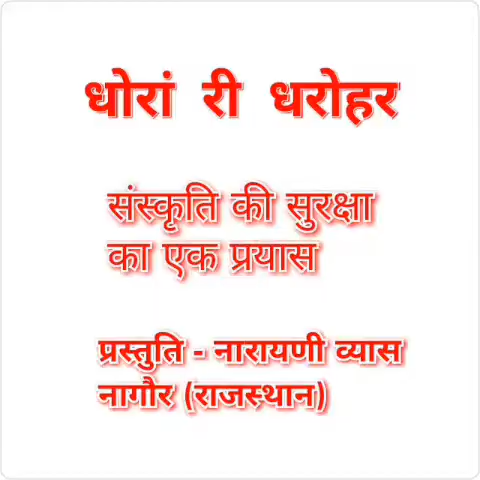 धोरां री धरोहर
संस्कृति की सुरक्षा
का एक प्रयास
प्रस्तुति - नारायणी व्यास
नागौर (राजस्थान)